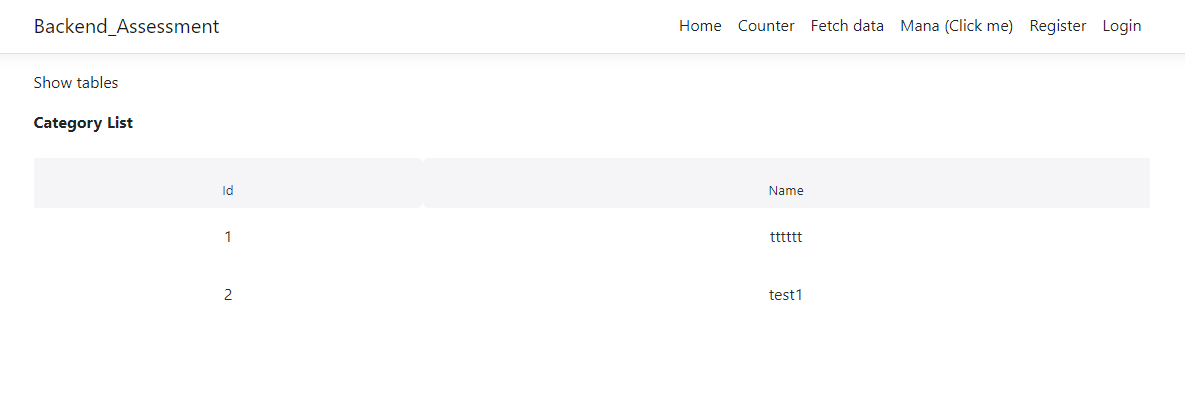 Backend_Assessment Home Counter Fetch data Mana (Click me) Register Login
Show tables
Category List
Id Name
1 tttttt
2 test1